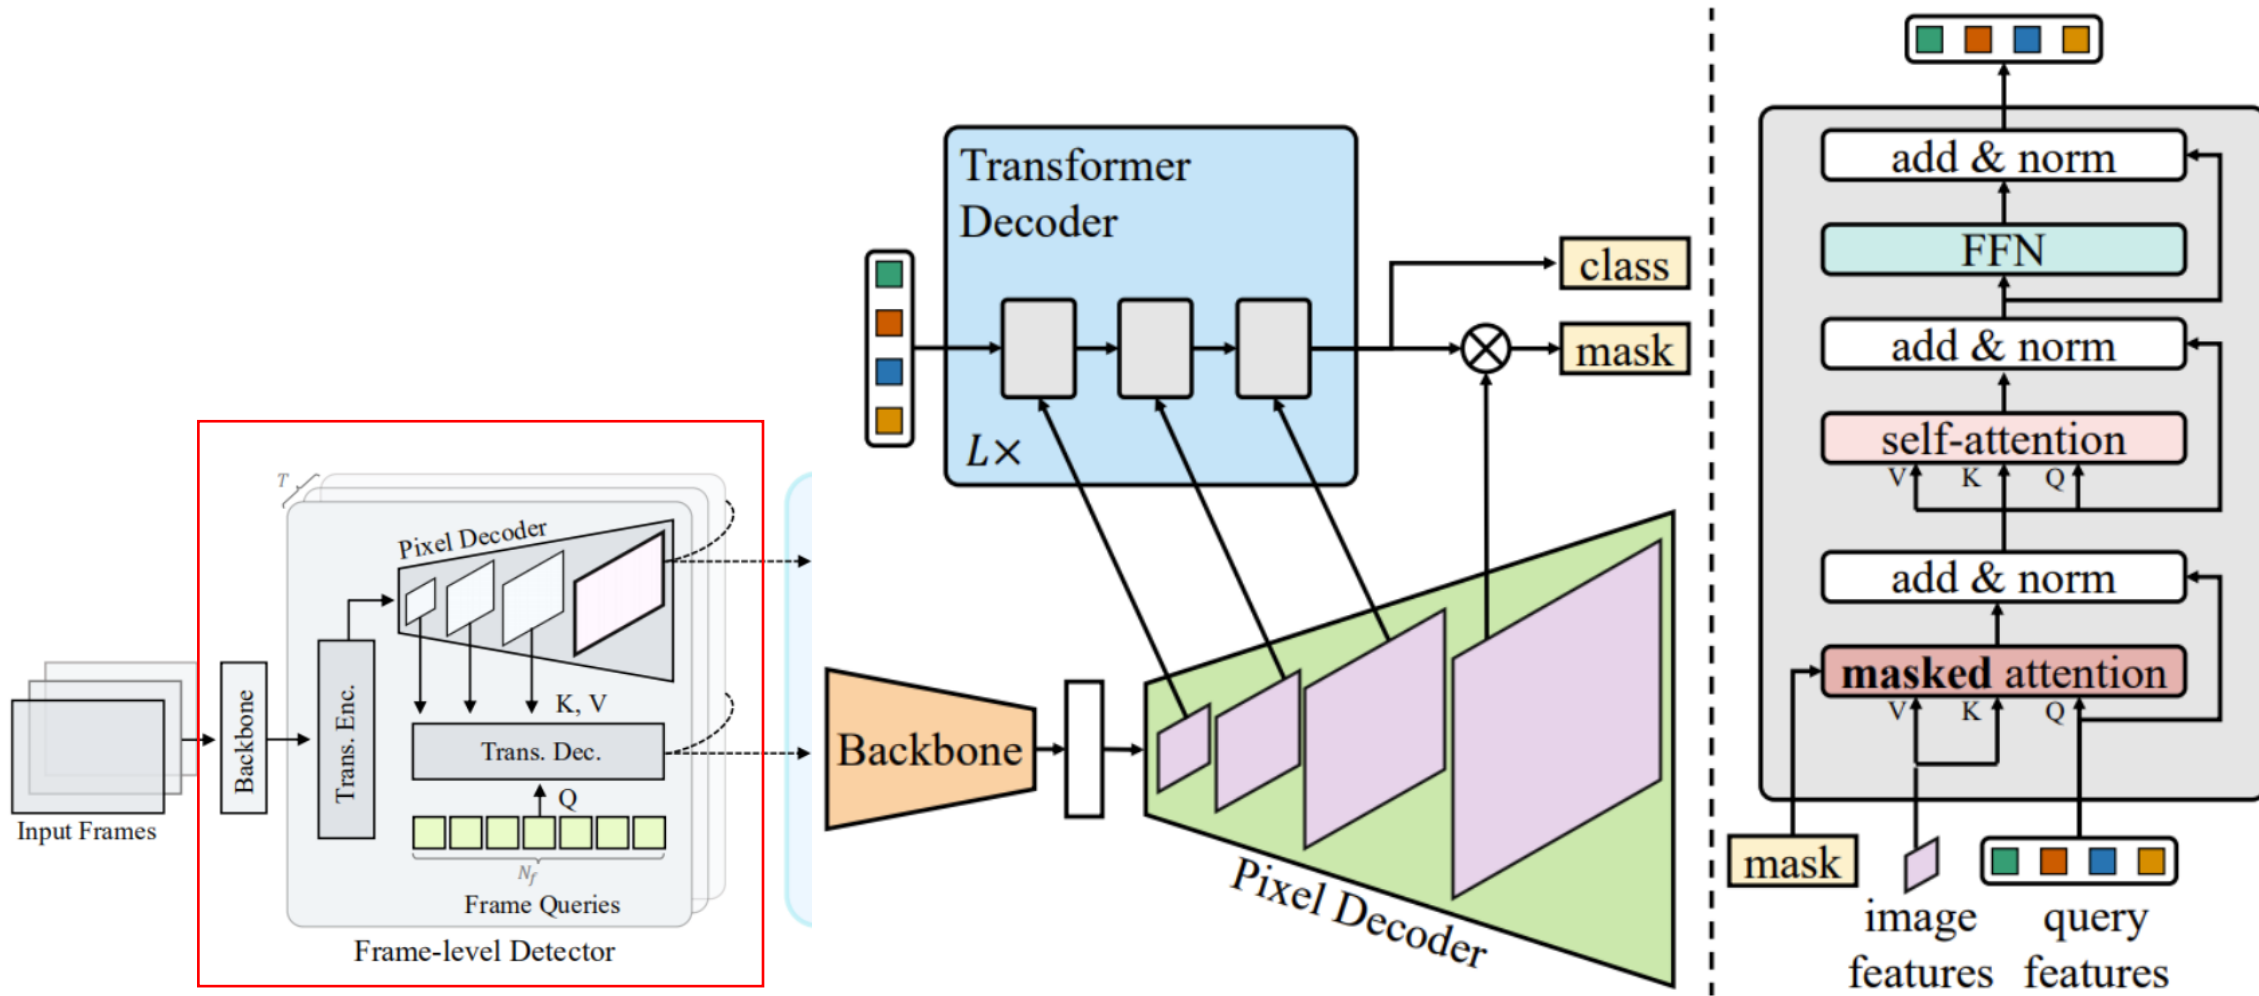 T
Pixel Decoder
Backbone
Trans. Enc.
K, V
Trans. Dec.
Q
N_f
Frame Queries
Input Frames
Frame-level Detector
Transformer
Decoder
L×
class
mask
Backbone
Pixel Decoder
add & norm
FFN
add & norm
self-attention
V K Q
add & norm
masked attention
V K Q
mask
image
features
query
features